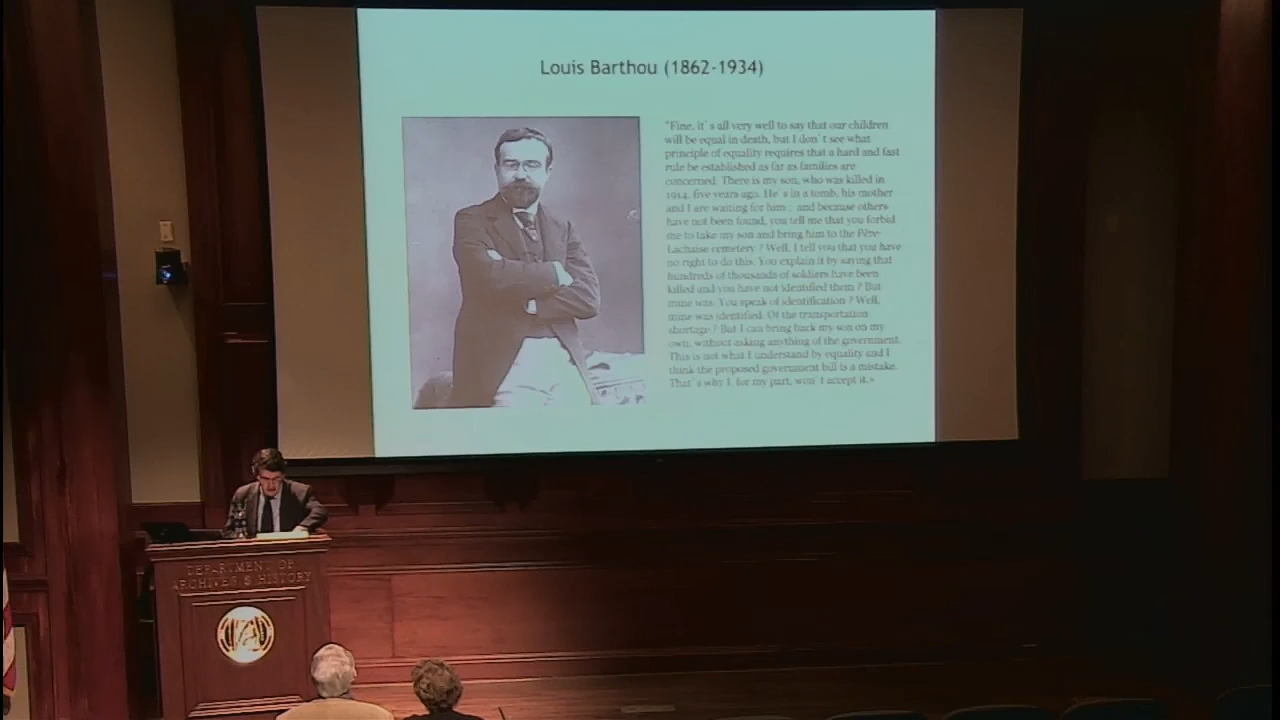 Louis Barthou (1862-1934)
"Fine, it's all very well to say that our children
will be equal in death, but I don't see what
principle of equality requires that a hard and fast
rule be established as far as families are
concerned. There is my son, who was killed in
1914, five years ago. He's in a tomb, his mother
and I are waiting for him ; and because others
have not been found, you tell me that you forbid
me to take my son and bring him to the Père-
Lachaise cemetery ? Well, I tell you that you have
no right to do this. You explain it by saying that
hundreds of thousands of soldiers have been
killed and you have not identified them ? But
mine was. You speak of identification ? Well,
mine was identified. Of the transportation
shortage ? But I can bring back my son on my
own, without asking anything of the government.
This is not what I understand by equality and I
think the proposed government bill is a mistake.
That's why I, for my part, won't accept it.»
DEPARTMENT OF
ARCHIVES & HISTORY